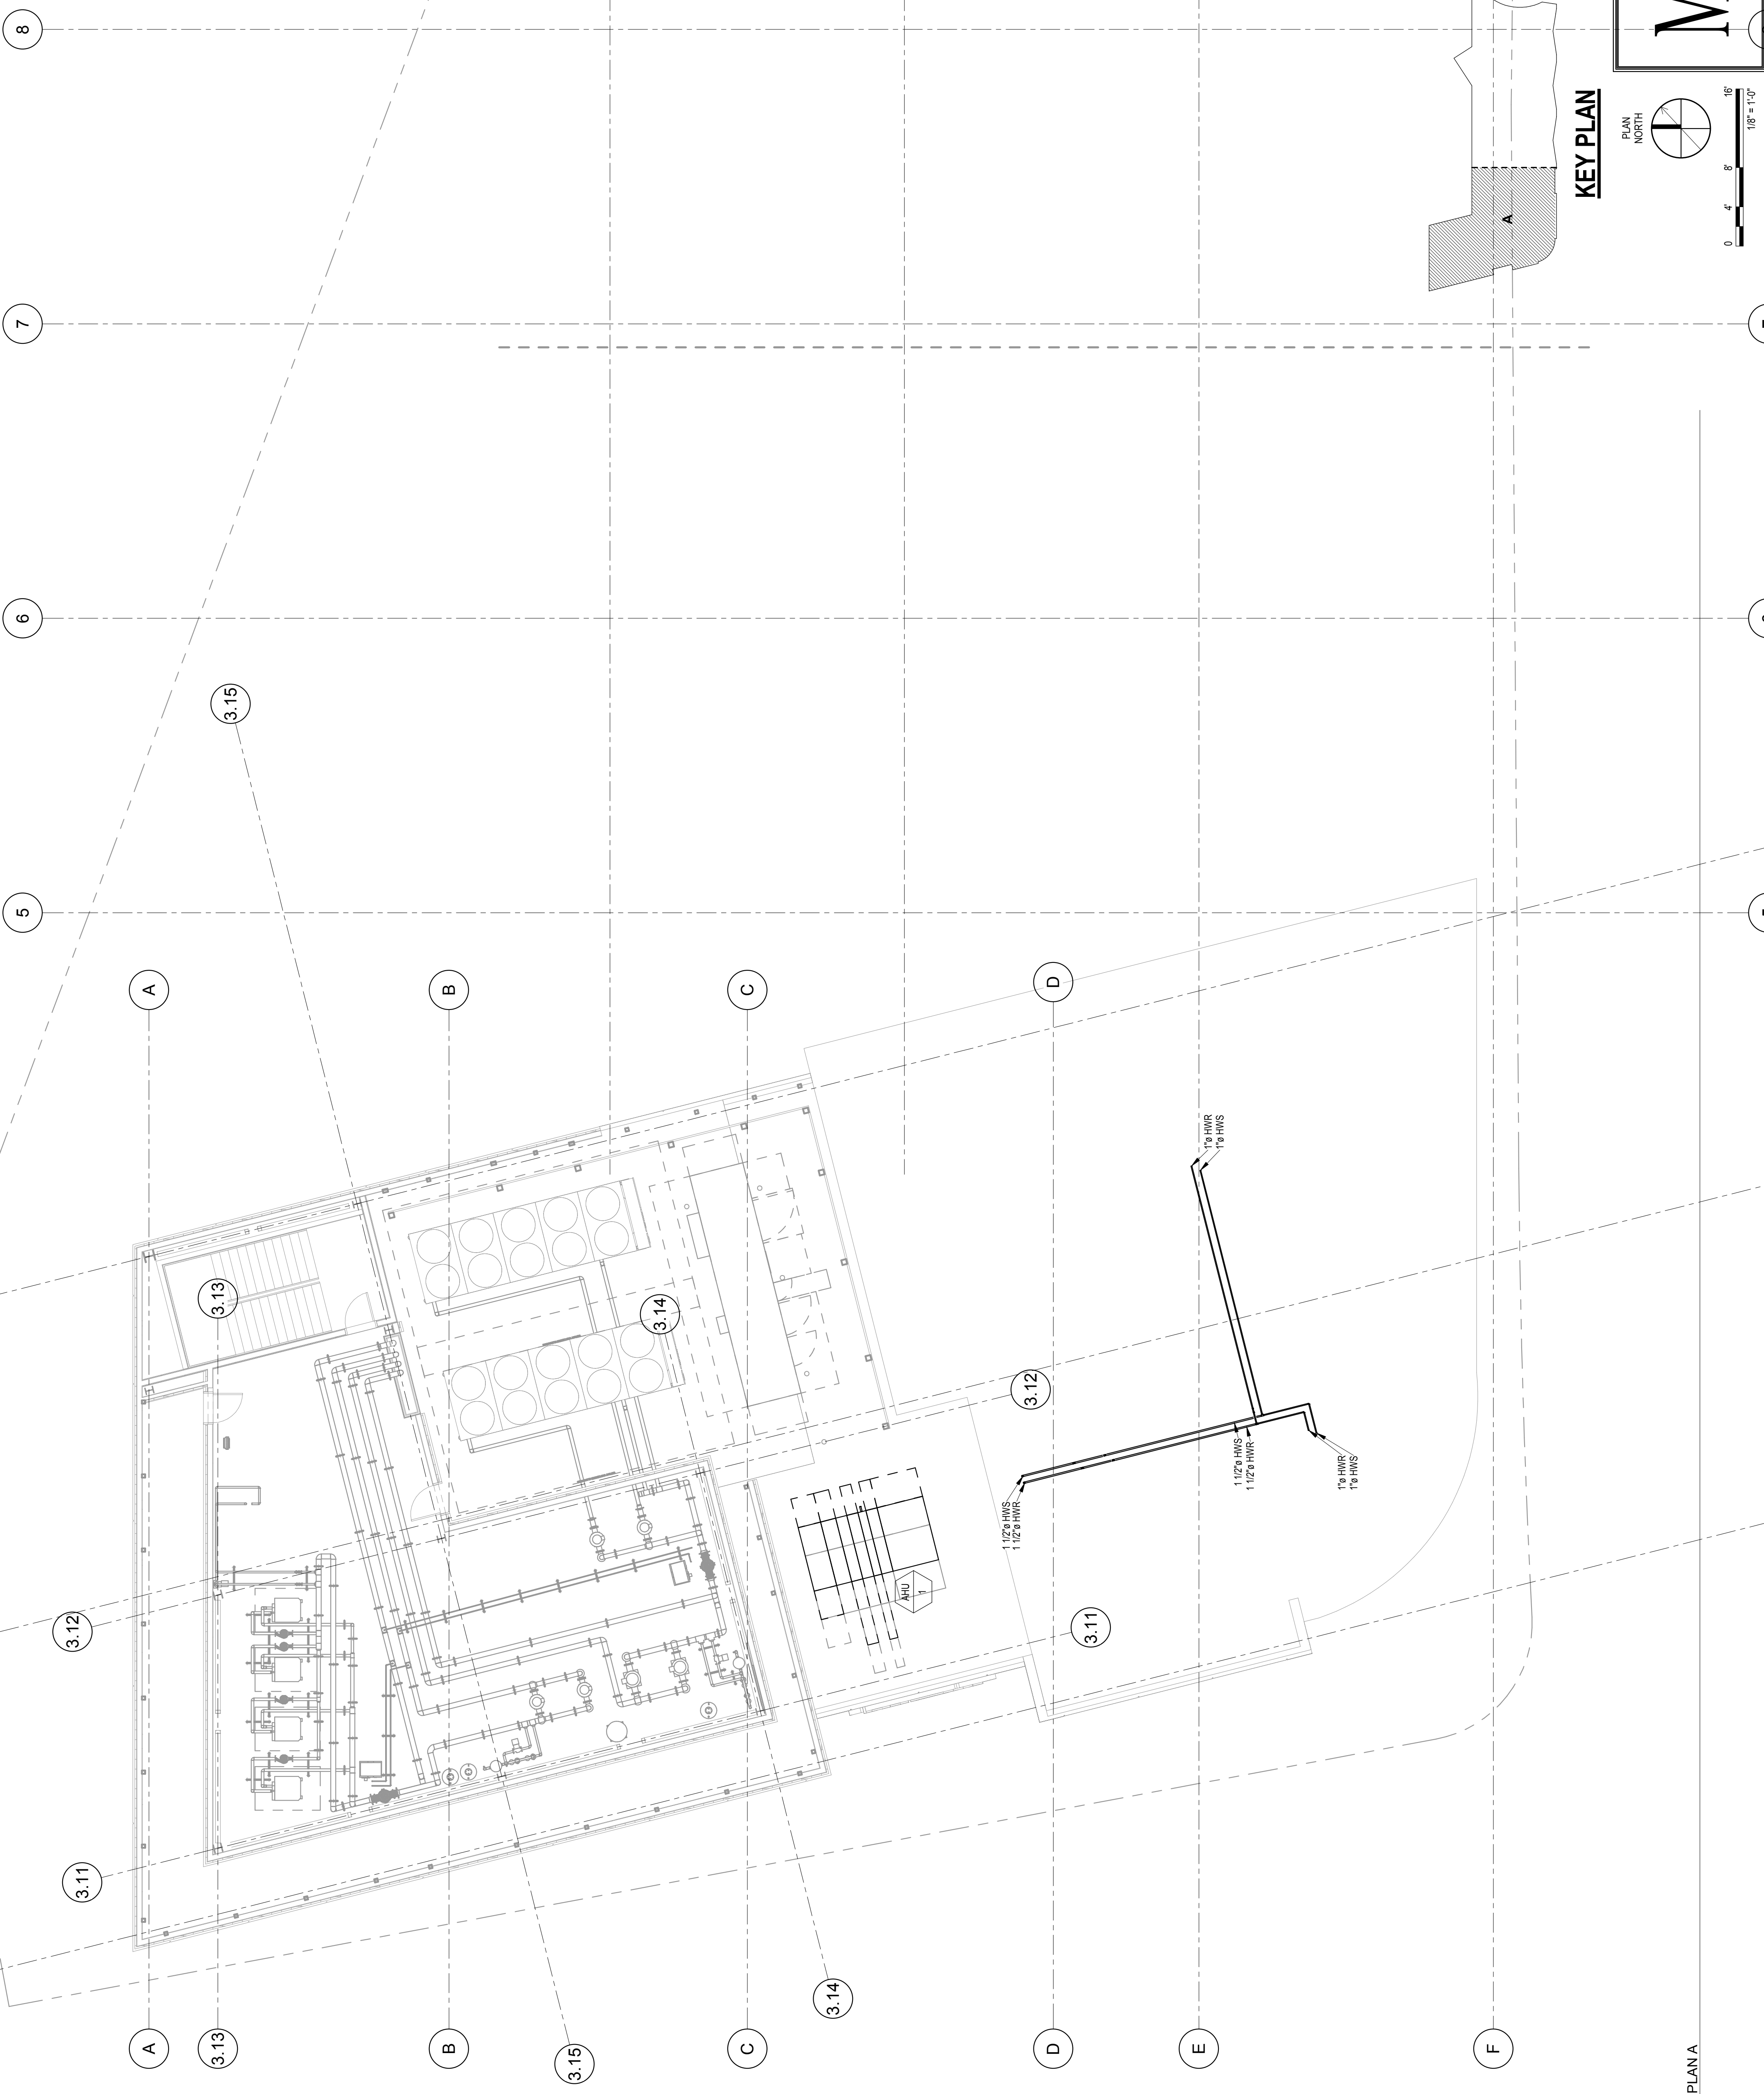 8
7
6
5
3.15
A
B
C
D
3.13
3.14
3.12
3.12
3.11
3.11
A
3.13
B
3.15
C
3.14
D
E
F
AHU
1
1 1/2"ø HWS
1 1/2"ø HWR
1 1/2"ø HWS
1 1/2"ø HWR
1"ø HWR
1"ø HWS
1"ø HWR
1"ø HWS
A
KEY PLAN
PLAN
NORTH
0 4' 8' 16'
1/8" = 1'-0"
PLAN A